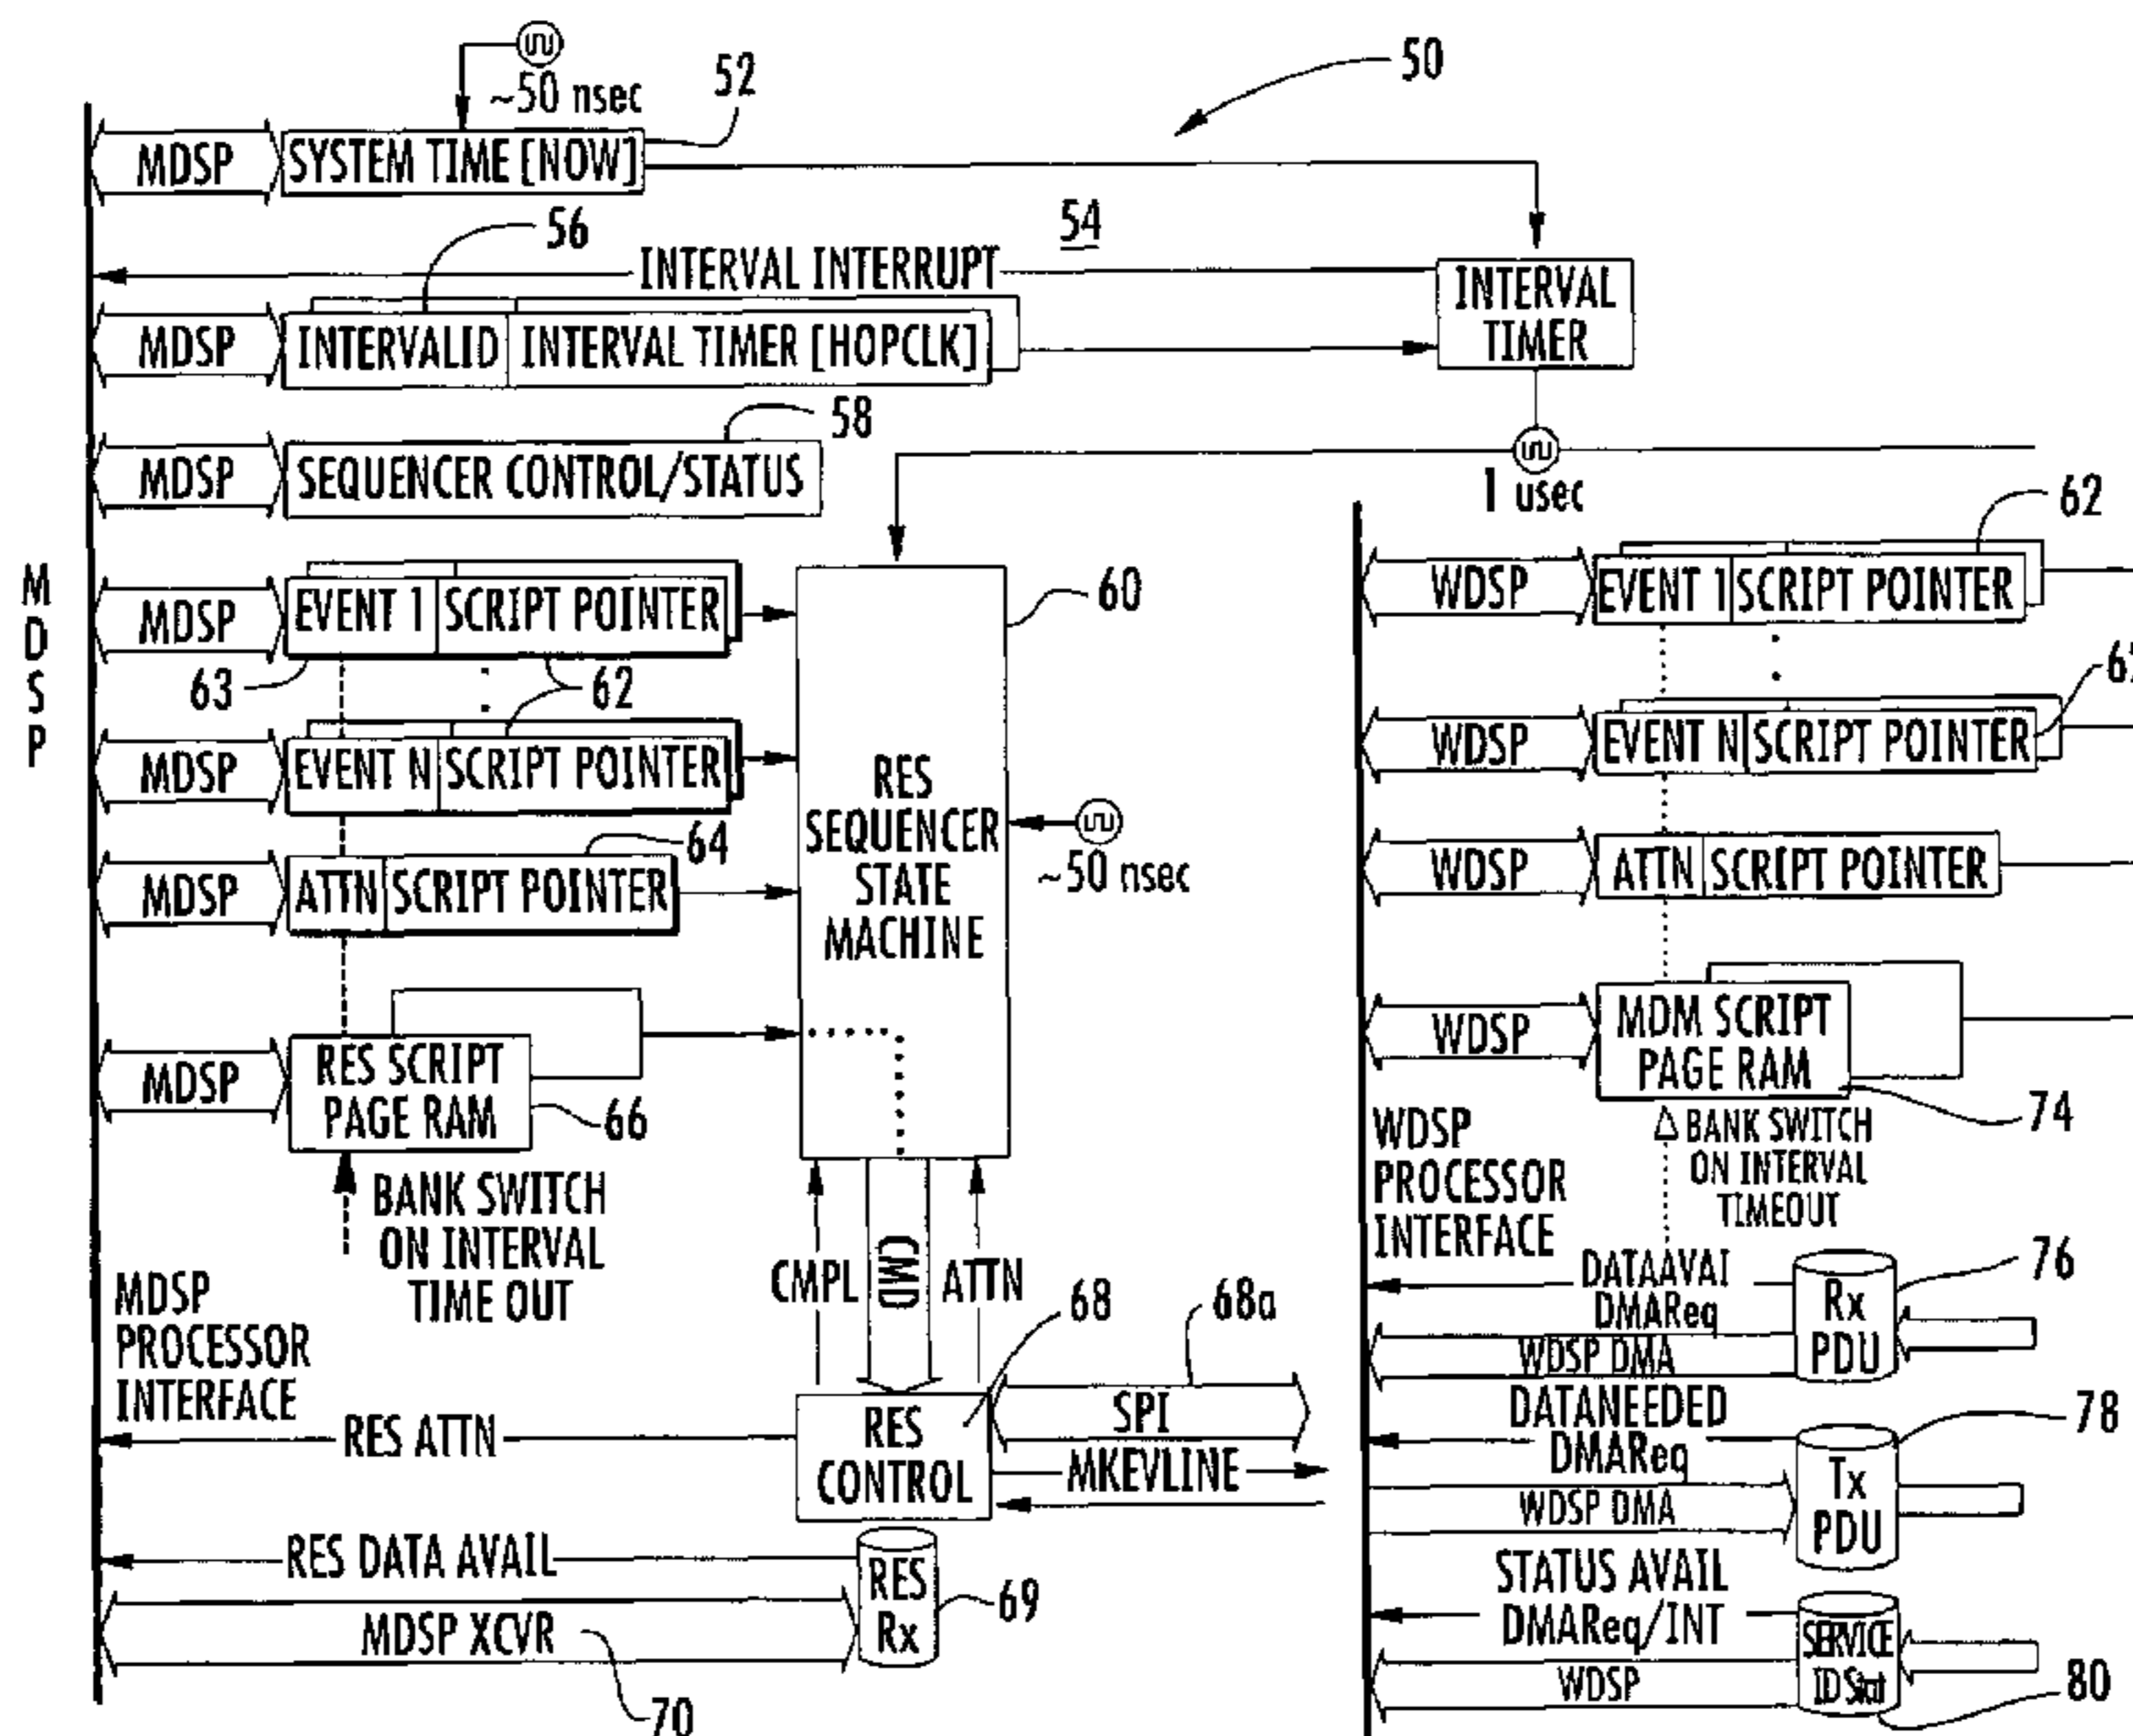 ~50 nsec
52
50
MDSP
SYSTEM TIME [NOW]
56
54
INTERVAL INTERRUPT
INTERVAL
TIMER
MDSP
INTERVALID
INTERVAL TIMER [HOPCLK]
58
MDSP
SEQUENCER CONTROL/STATUS
1 usec
MDSP
MDSP
EVENT 1
SCRIPT POINTER
63
62
MDSP
EVENT N
SCRIPT POINTER
64
MDSP
ATTN
SCRIPT POINTER
MDSP
RES SCRIPT
PAGE RAM
66
BANK SWITCH
ON INTERVAL
TIME OUT
60
RES
SEQUENCER
STATE
MACHINE
~50 nsec
CMPL
CMD
ATTN
MDSP
PROCESSOR
INTERFACE
68
68a
RES ATTN
RES
CONTROL
SPI
MKEVLINE
RES DATA AVAIL
RES
Rx
69
MDSP XCVR
70
62
WDSP
EVENT 1
SCRIPT POINTER
WDSP
EVENT N
SCRIPT POINTER
WDSP
ATTN
SCRIPT POINTER
WDSP
MDM SCRIPT
PAGE RAM
74
WDSP
PROCESSOR
INTERFACE
BANK SWITCH
ON INTERVAL
TIMEOUT
DATAAVAI
DMAReq
WDSP DMA
Rx
PDU
76
DATANEEDED
DMAReq
WDSP DMA
Tx
PDU
78
STATUS AVAIL
DMAReq/INT
WDSP
SERVICE
ID Stat
80